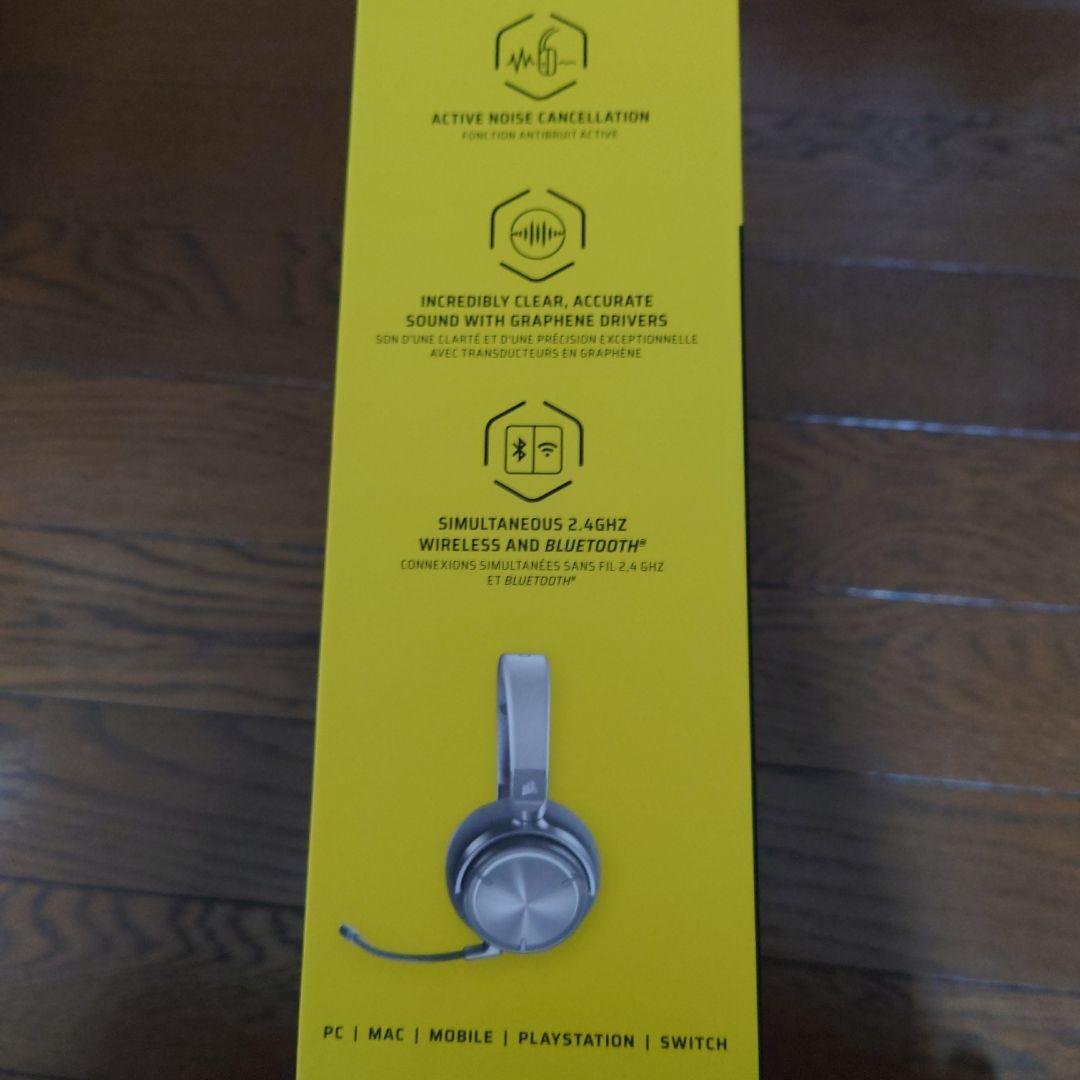 ACTIVE NOISE CANCELLATION
FONCTION ANTIBRUIT ACTIVE
INCREDIBLY CLEAR, ACCURATE
SOUND WITH GRAPHENE DRIVERS
SON D'UNE CLARTÉ ET D'UNE PRÉCISION EXCEPTIONNELLE
AVEC TRANSDUCTEURS EN GRAPHÈNE
SIMULTANEOUS 2.4GHZ
WIRELESS AND BLUETOOTH®
CONNEXIONS SIMULTANÉES SANS FIL 2,4 GHZ
ET BLUETOOTH®
PC | MAC | MOBILE | PLAYSTATION | SWITCH